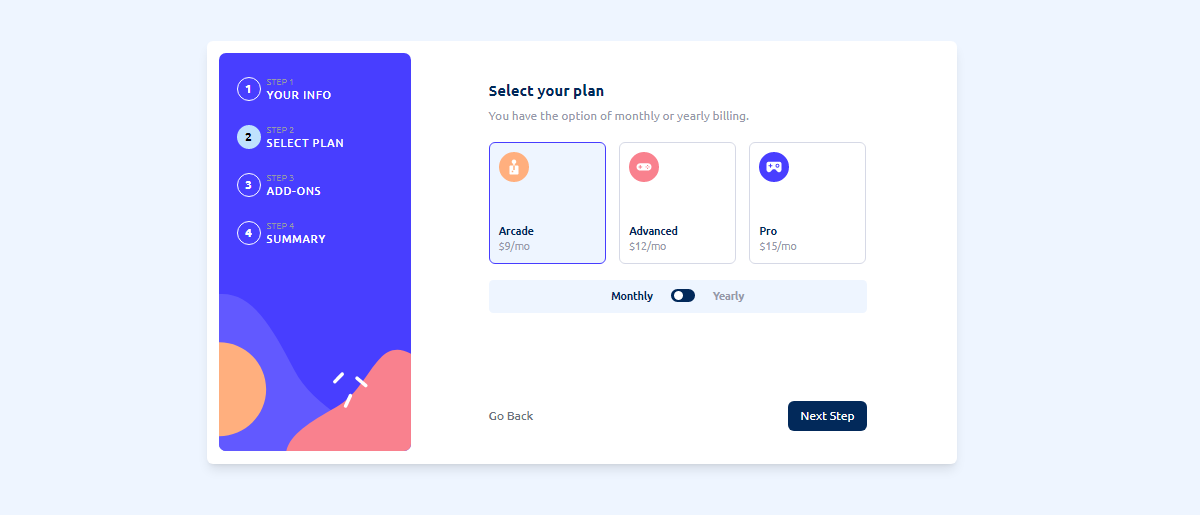 1
STEP 1
YOUR INFO
2
STEP 2
SELECT PLAN
3
STEP 3
ADD-ONS
4
STEP 4
SUMMARY
Select your plan
You have the option of monthly or yearly billing.
Arcade
$9/mo
Advanced
$12/mo
Pro
$15/mo
Monthly Yearly
Go Back
Next Step